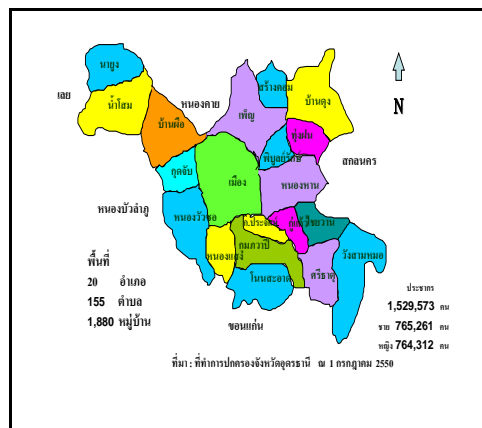 นายูง
น้ำโสม
เลย
บ้านผือ
หนองคาย
เพ็ญ
สร้างคอม
บ้านดุง
N
ทุ่งฝน
พิบูลย์รักษ์
สกลนคร
กุดจับ
เมือง
หนองหาน
หนองบัวลำภู
หนองวัวซอ
อ.ประจักษ์
กู่แก้ว
ไชยวาน
กุมภวาปี
หนองแสง
วังสามหมอ
โนนสะอาด
ศรีธาตุ
พื้นที่
20 อำเภอ
155 ตำบล
1,880 หมู่บ้าน
ขอนแก่น
ประชากร
1,529,573 คน
ชาย 765,261 คน
หญิง 764,312 คน
ที่มา : ที่ทำการปกครองจังหวัดอุดรธานี ณ 1 กรกฎาคม 2550